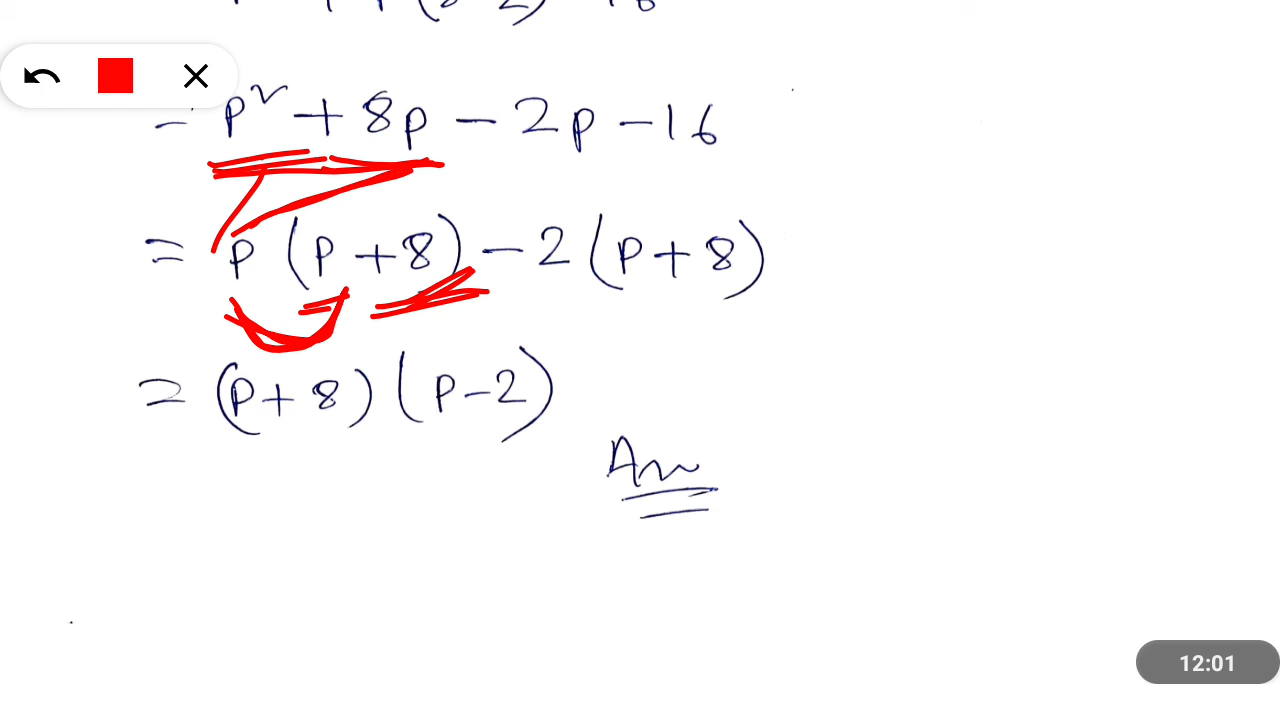 = p² + 8p - 2p - 16
= p (p + 8) - 2 (p + 8)
= (p + 8) (p - 2)
Ans
12:01